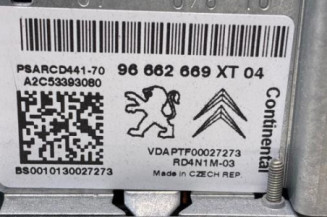 PSARCD441-70
A2C53393080
96 662 669 XT 04
Continental
VDAPTF00027273
RD4N1M-03
BS0010130027273
Made in CZECH REP.